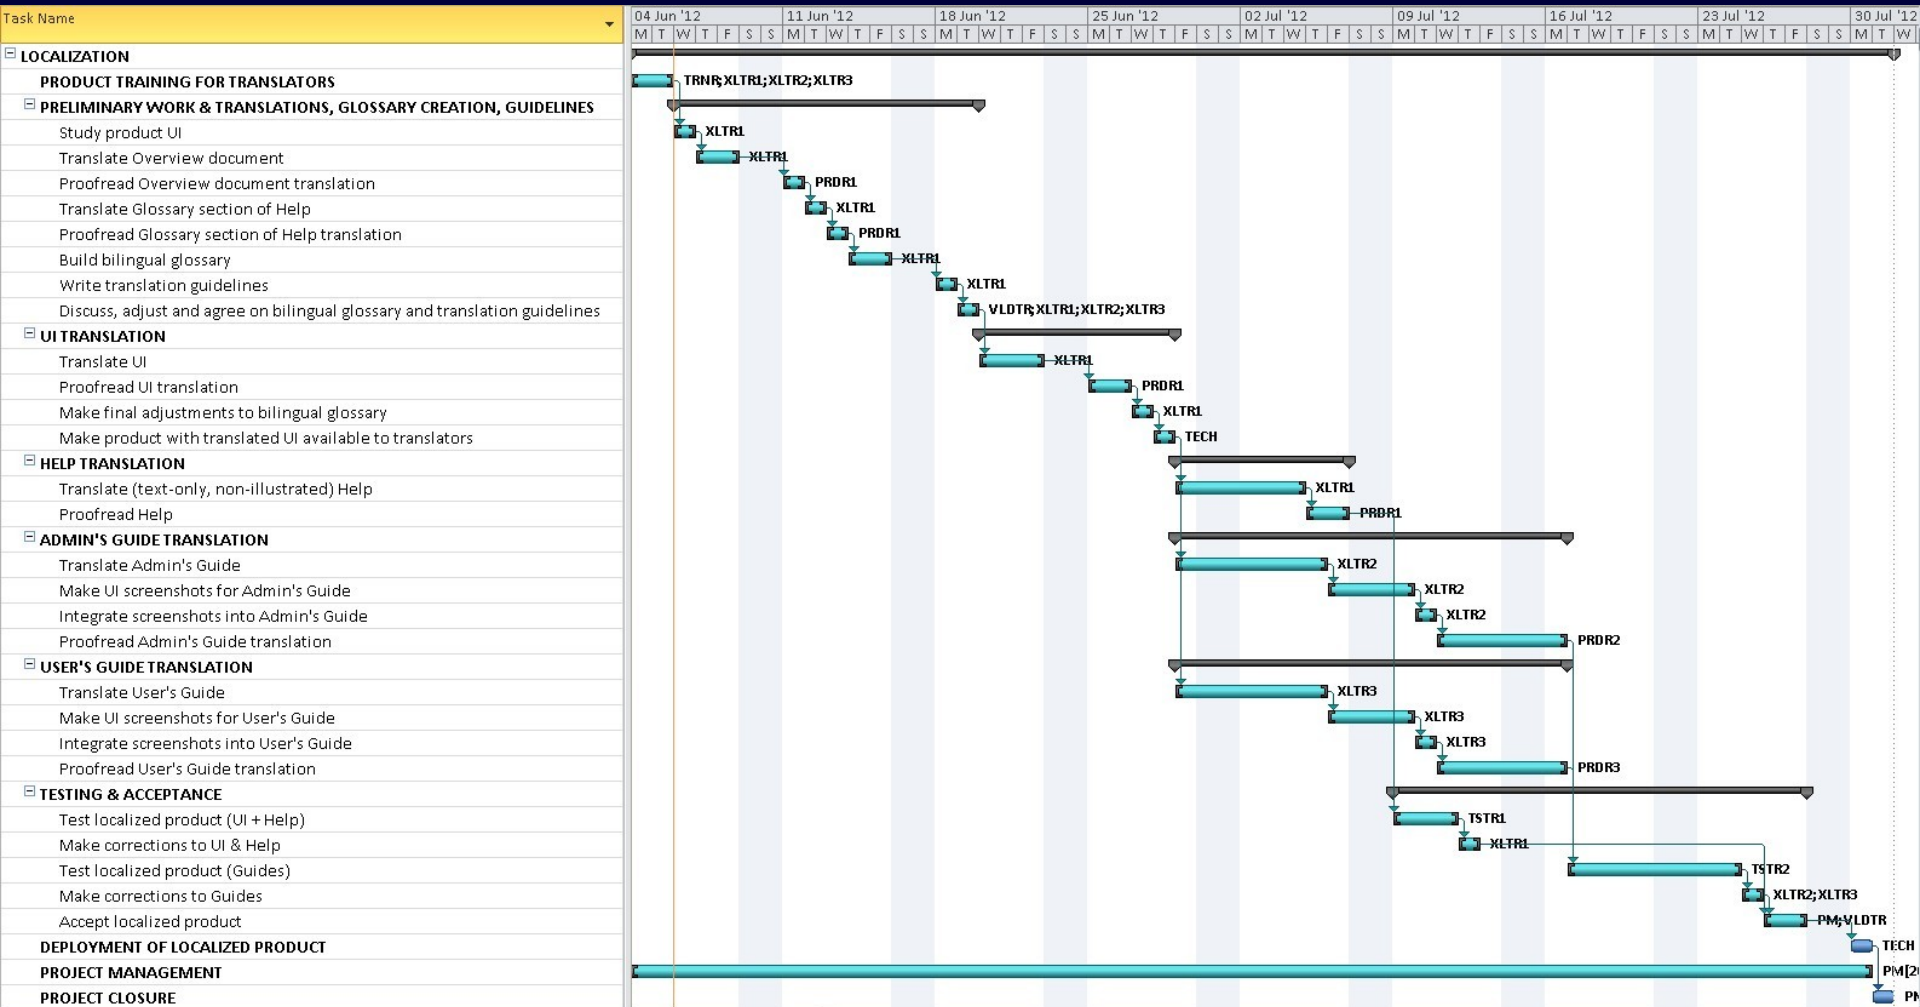 Task Name
04 Jun '12 11 Jun '12 18 Jun '12 25 Jun '12 02 Jul '12 09 Jul '12 16 Jul '12 23 Jul '12 30 Jul '12
M T W T F S S M T W T F S S M T W T F S S M T W T F S S M T W T F S S M T W T F S S M T W T F S S M T W T F S S M T W
LOCALIZATION
PRODUCT TRAINING FOR TRANSLATORS TRNR;XLTR1;XLTR2;XLTR3
PRELIMINARY WORK & TRANSLATIONS, GLOSSARY CREATION, GUIDELINES
Study product UI XLTR1
Translate Overview document XLTR1
Proofread Overview document translation PRDR1
Translate Glossary section of Help XLTR1
Proofread Glossary section of Help translation PRDR1
Build bilingual glossary XLTR1
Write translation guidelines XLTR1
Discuss, adjust and agree on bilingual glossary and translation guidelines VLDTR;XLTR1;XLTR2;XLTR3
UI TRANSLATION
Translate UI XLTR1
Proofread UI translation PRDR1
Make final adjustments to bilingual glossary XLTR1
Make product with translated UI available to translators TECH
HELP TRANSLATION
Translate (text-only, non-illustrated) Help XLTR1
Proofread Help PRDR1
ADMIN'S GUIDE TRANSLATION
Translate Admin's Guide XLTR2
Make UI screenshots for Admin's Guide XLTR2
Integrate screenshots into Admin's Guide XLTR2
Proofread Admin's Guide translation PRDR2
USER'S GUIDE TRANSLATION
Translate User's Guide XLTR3
Make UI screenshots for User's Guide XLTR3
Integrate screenshots into User's Guide XLTR3
Proofread User's Guide translation PRDR3
TESTING & ACCEPTANCE
Test localized product (UI + Help) TSTR1
Make corrections to UI & Help XLTR1
Test localized product (Guides) TSTR2
Make corrections to Guides XLTR2;XLTR3
Accept localized product PM;VLDTR
DEPLOYMENT OF LOCALIZED PRODUCT TECH
PROJECT MANAGEMENT PM[2
PROJECT CLOSURE